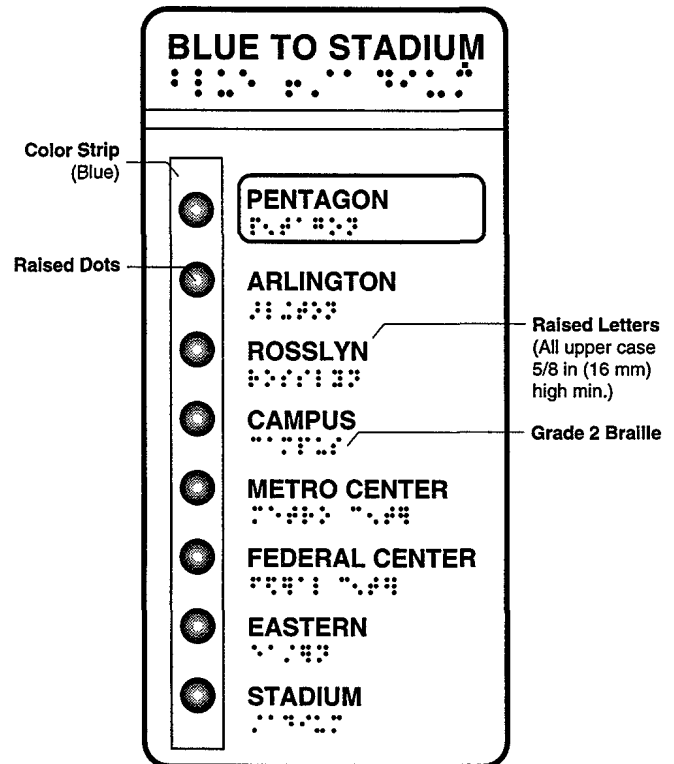 BLUE TO STADIUM
Color Strip
(Blue)
PENTAGON
Raised Dots
ARLINGTON
Raised Letters
(All upper case
5/8 in (16 mm)
high min.)
ROSSLYN
CAMPUS
Grade 2 Braille
METRO CENTER
FEDERAL CENTER
EASTERN
STADIUM